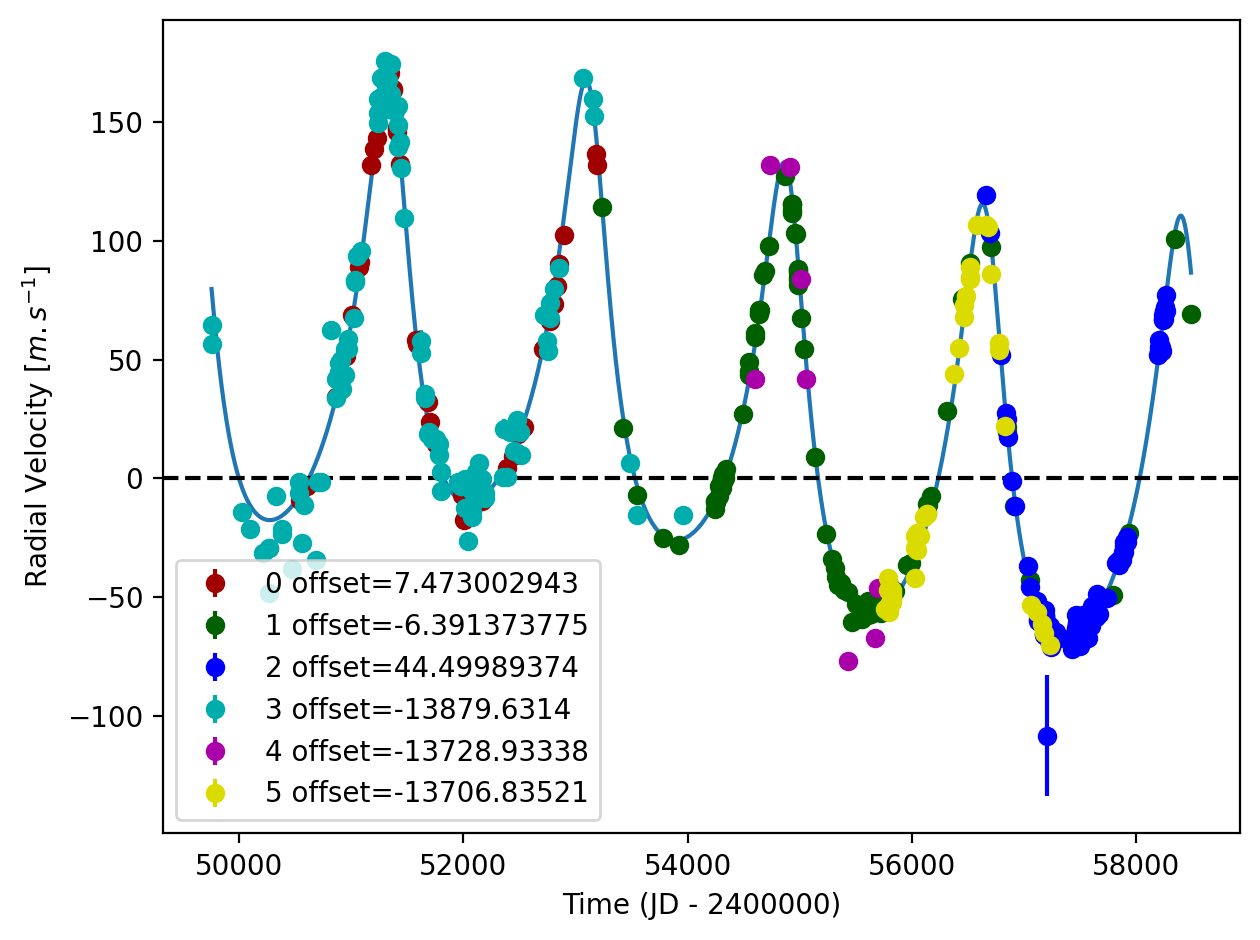 150
100
50
0
−50
−100
Radial Velocity [m.s⁻¹]
0 offset=7.473002943
1 offset=-6.391373775
2 offset=44.49989374
3 offset=-13879.6314
4 offset=-13728.93338
5 offset=-13706.83521
50000 52000 54000 56000 58000
Time (JD - 2400000)